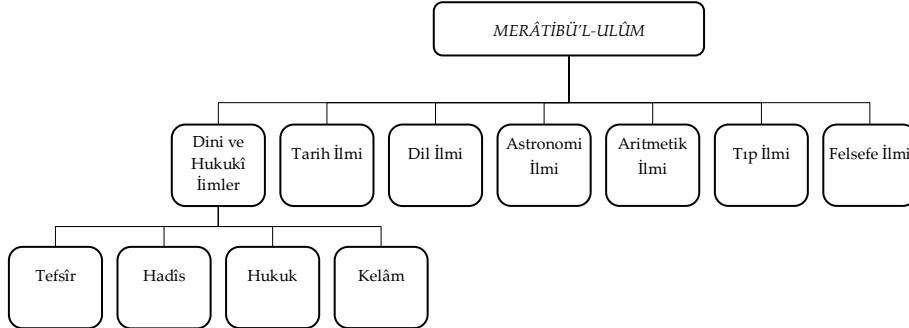 MERÂTİBÜ'L-ULÛM
Dini ve
Hukukî
İimler
Tarih İlmi
Dil İlmi
Astronomi
İlmi
Aritmetik
İlmi
Tıp İlmi
Felsefe İlmi
Tefsîr
Hadîs
Hukuk
Kelâm